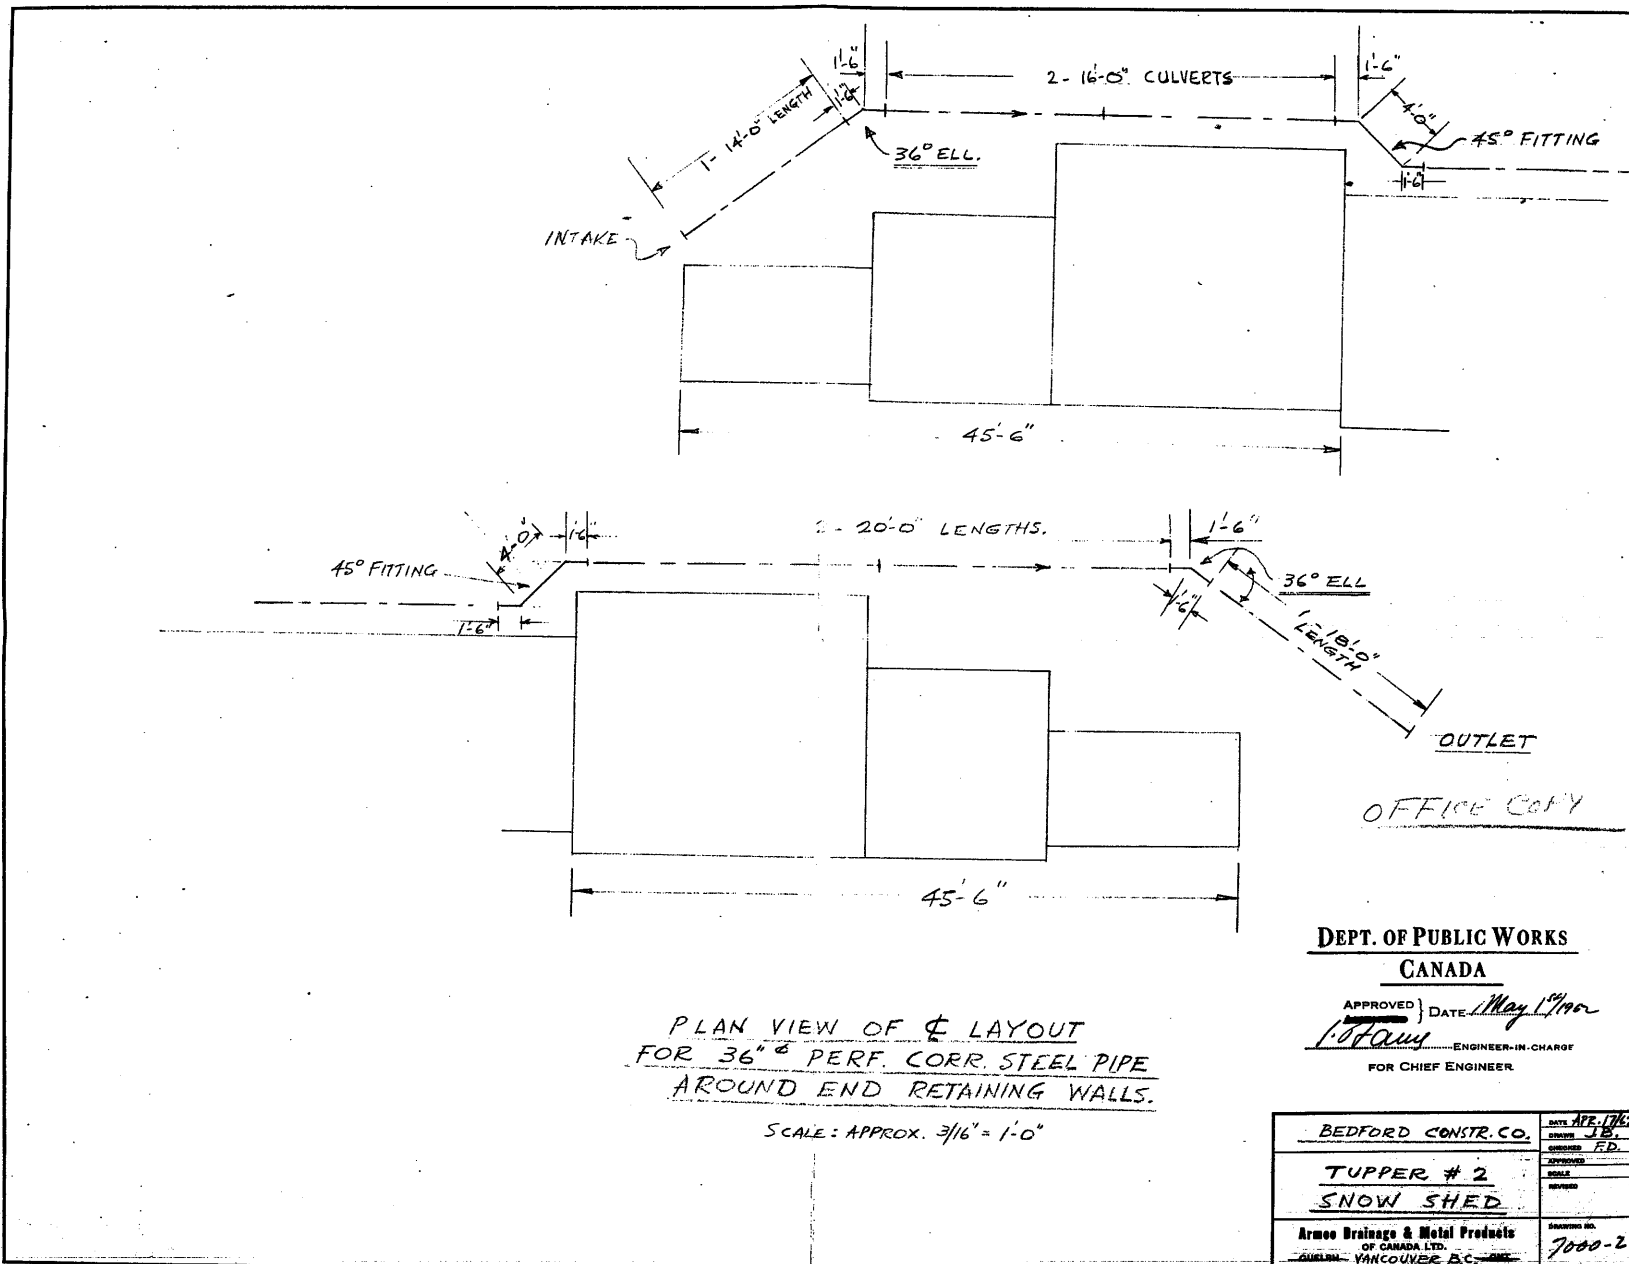 1'-6"
2- 16'-0" CULVERTS
1'-6"
1- 14'-0" LENGTH
1'-6"
4'-0"
45° FITTING
36° ELL.
1'-6"
INTAKE
45'-6"
- 20'-0" LENGTHS.
1'-6"
4'-0"
1'-6"
45° FITTING
36° ELL
1'-6"
1'-6"
1- 18'-0"
LENGTH
OUTLET
OFFICE COPY
45'-6"
DEPT. OF PUBLIC WORKS
CANADA
APPROVED } DATE May 1st/1962
ENGINEER-IN-CHARGE
FOR CHIEF ENGINEER
PLAN VIEW OF ℄ LAYOUT
FOR 36"ø PERF. CORR. STEEL PIPE
AROUND END RETAINING WALLS.
SCALE: APPROX. 3/16" = 1'-0"
BEDFORD CONSTR. CO.
DATE APR. 17/62
DRAWN J.B.
CHECKED F.D.
APPROVED
SCALE
REVISED
TUPPER # 2
SNOW SHED
Armco Drainage & Metal Products
OF CANADA LTD.
GUELPH VANCOUVER B.C. ONT.
DRAWING NO.
7000-2